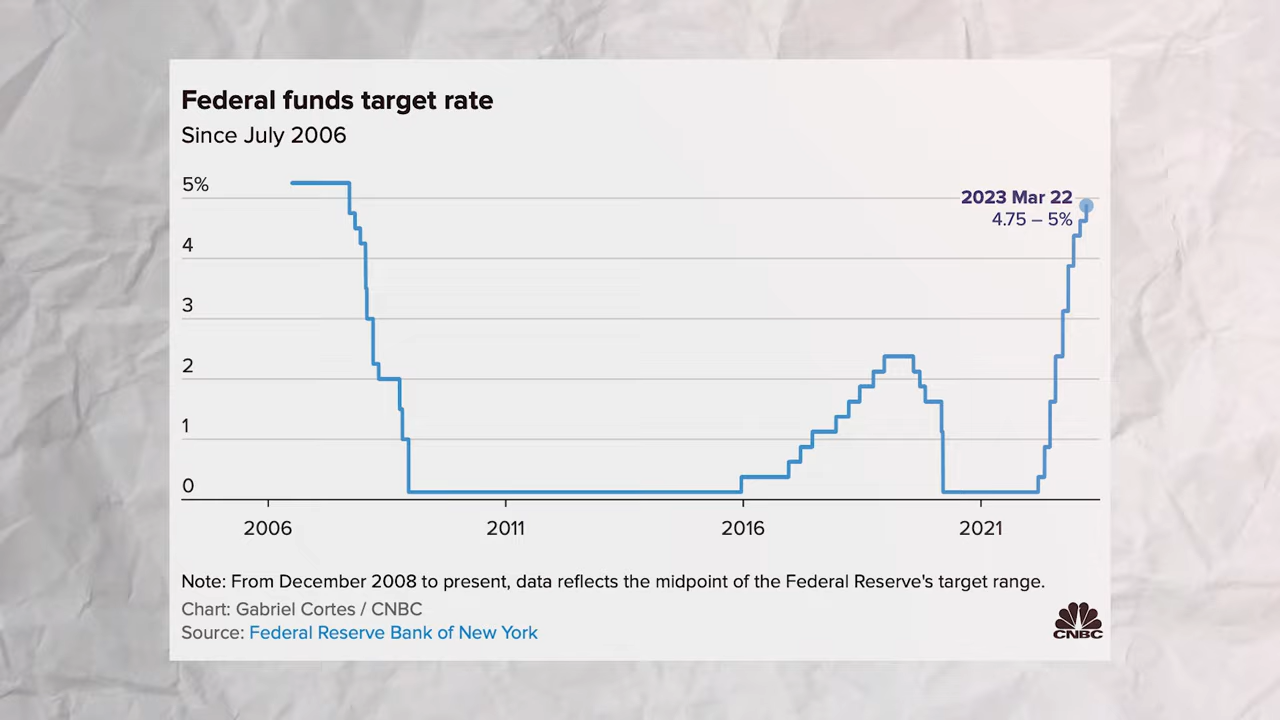 Federal funds target rate
Since July 2006
5%
2023 Mar 22
4.75 – 5%
4
3
2
1
0
2006
2011
2016
2021
Note: From December 2008 to present, data reflects the midpoint of the Federal Reserve's target range.
Chart: Gabriel Cortes / CNBC
Source: Federal Reserve Bank of New York
CNBC